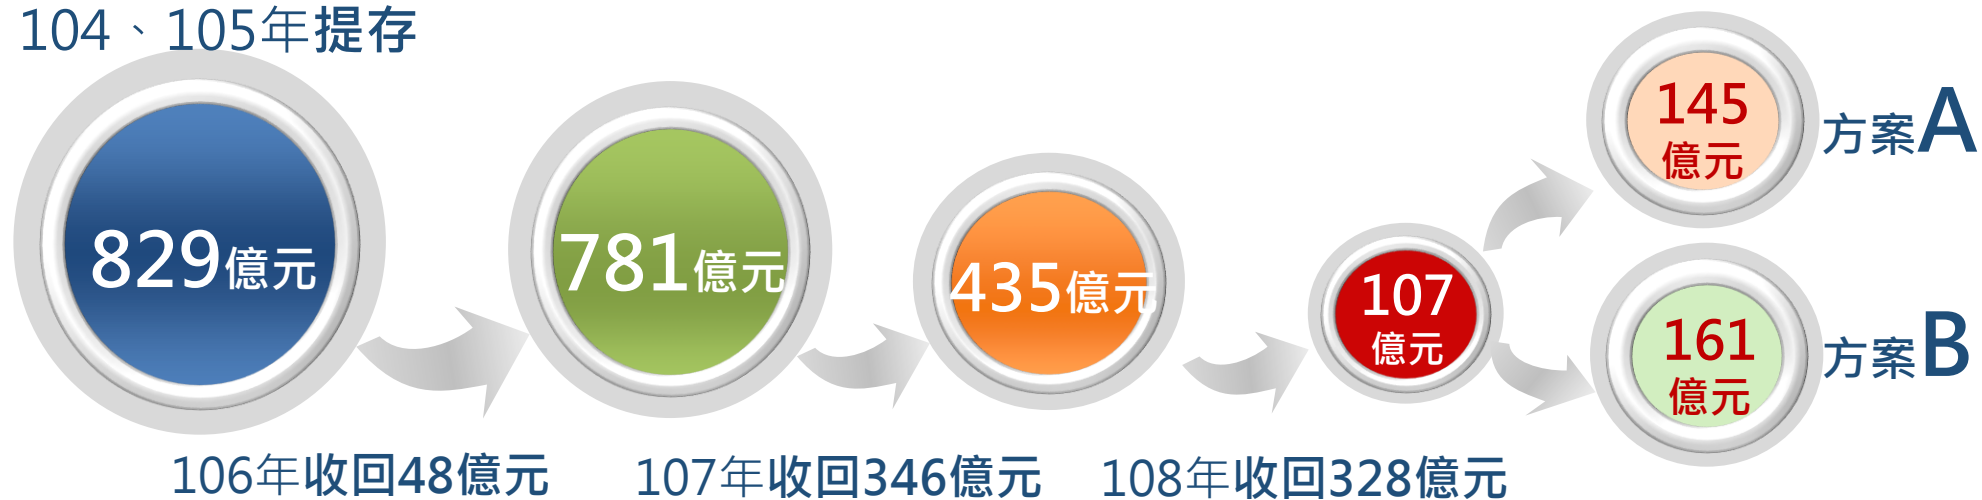 104、105年提存
829億元
106年收回48億元
781億元
107年收回346億元
435億元
108年收回328億元
107
億元
145
億元
方案A
161
億元
方案B